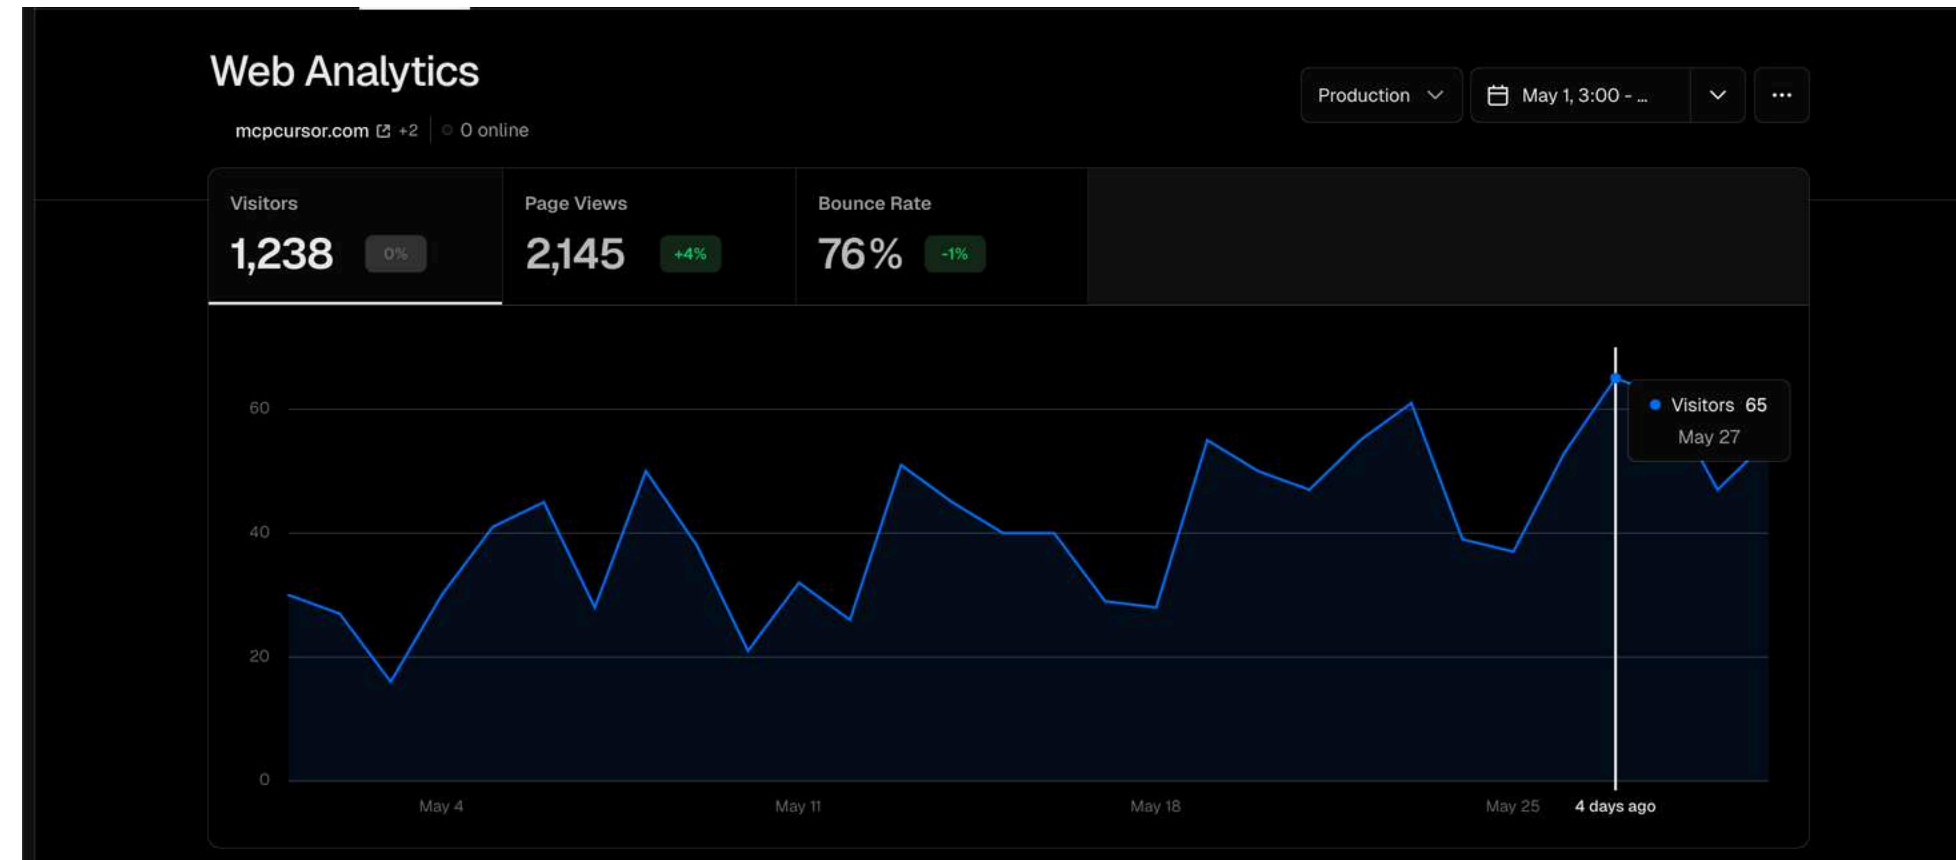 Web Analytics
mcpcursor.com +2 0 online
Production
May 1, 3:00 - ...
Visitors
1,238 0%
Page Views
2,145 +4%
Bounce Rate
76% -1%
60
40
20
0
Visitors 65
May 27
May 4
May 11
May 18
May 25
4 days ago